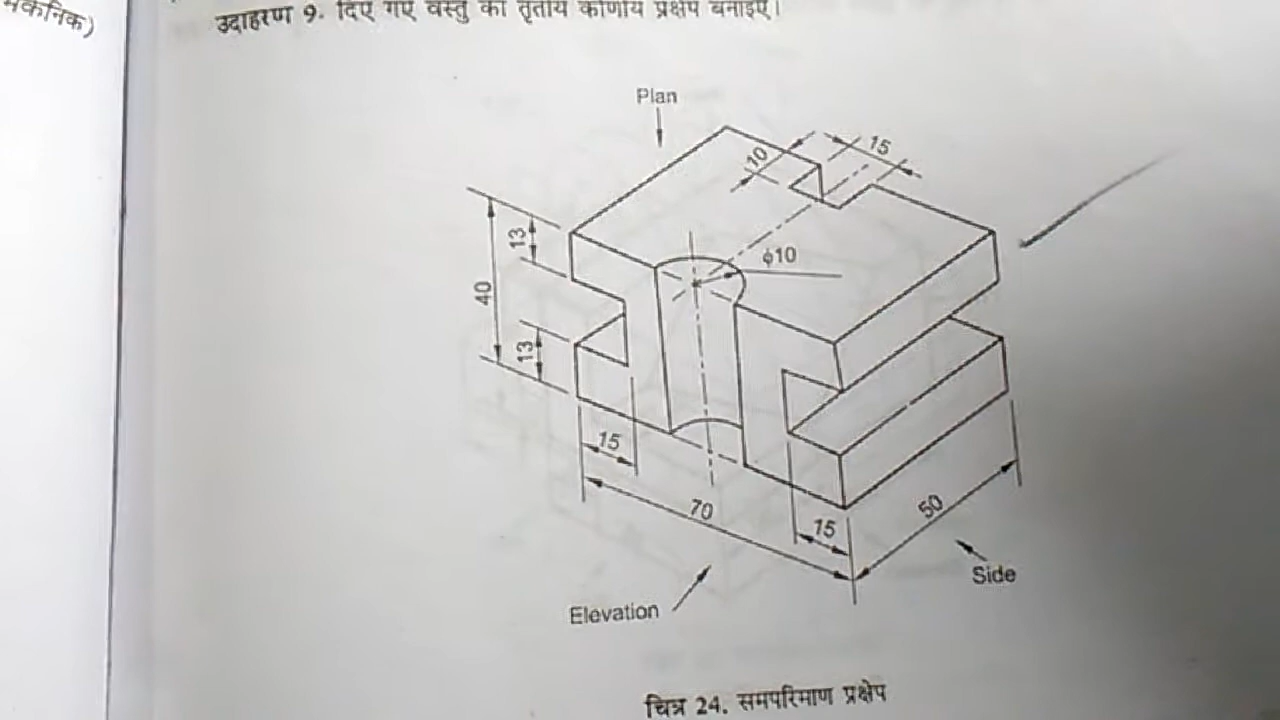 मकैनिक)
उदाहरण 9. दिए गए वस्तु का तृतीय कोणीय प्रक्षेप बनाइए।
Plan
10
15
13
ϕ10
40
13
15
70
15
50
Side
Elevation
चित्र 24. समपरिमाण प्रक्षेप